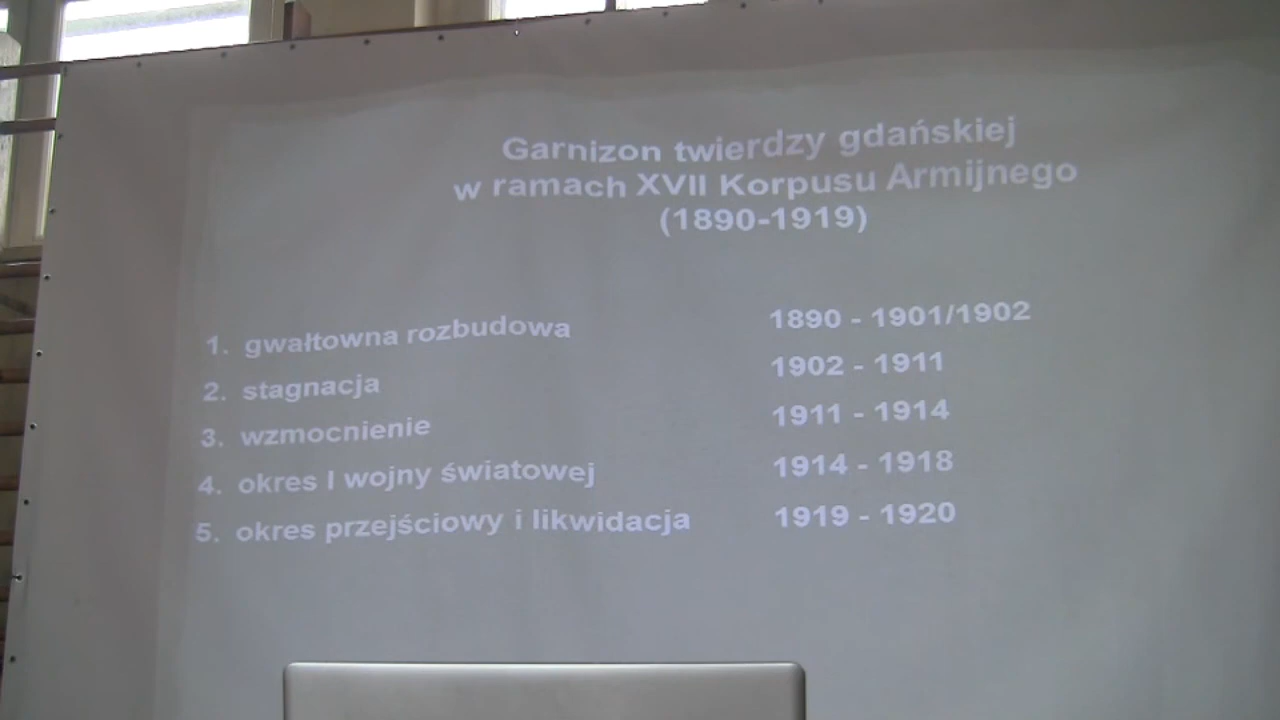 Garnizon twierdzy gdańskiej
w ramach XVII Korpusu Armijnego
(1890-1919)
1. gwałtowna rozbudowa 1890 - 1901/1902
2. stagnacja 1902 - 1911
3. wzmocnienie 1911 - 1914
4. okres I wojny światowej 1914 - 1918
5. okres przejściowy i likwidacja 1919 - 1920